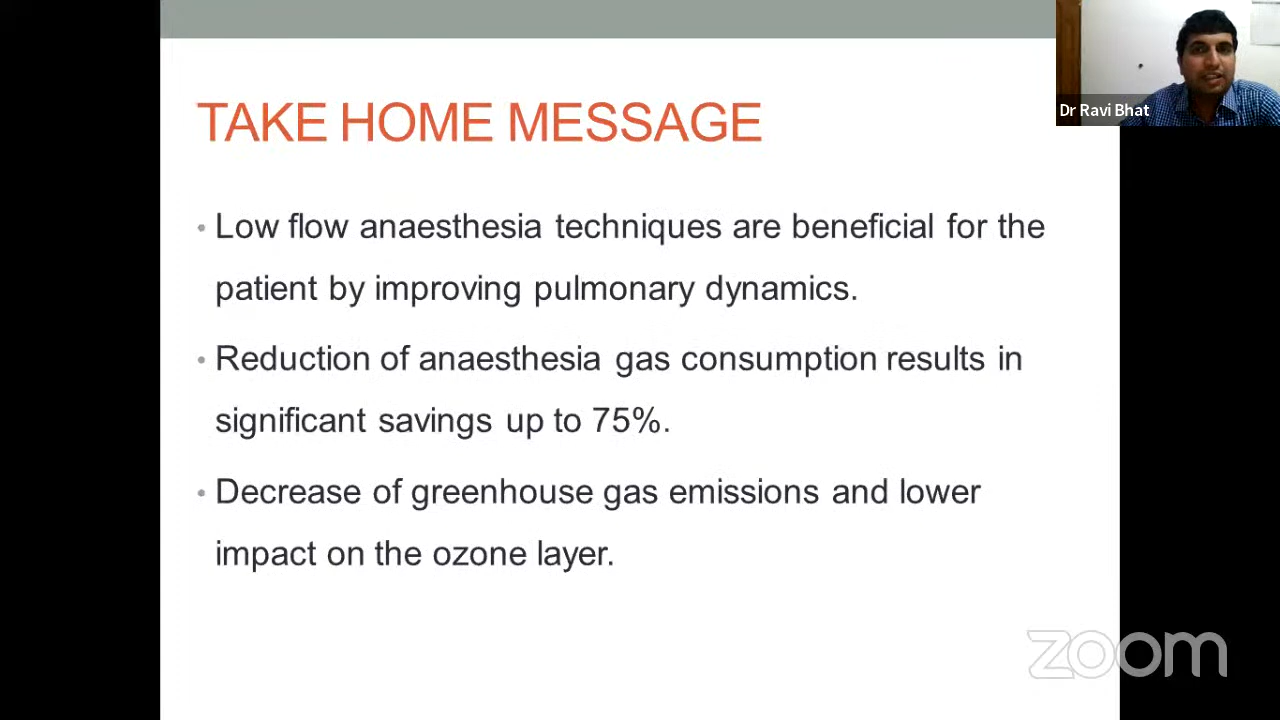 TAKE HOME MESSAGE
Dr Ravi Bhat
• Low flow anaesthesia techniques are beneficial for the
patient by improving pulmonary dynamics.
• Reduction of anaesthesia gas consumption results in
significant savings up to 75%.
• Decrease of greenhouse gas emissions and lower
impact on the ozone layer.
zoom